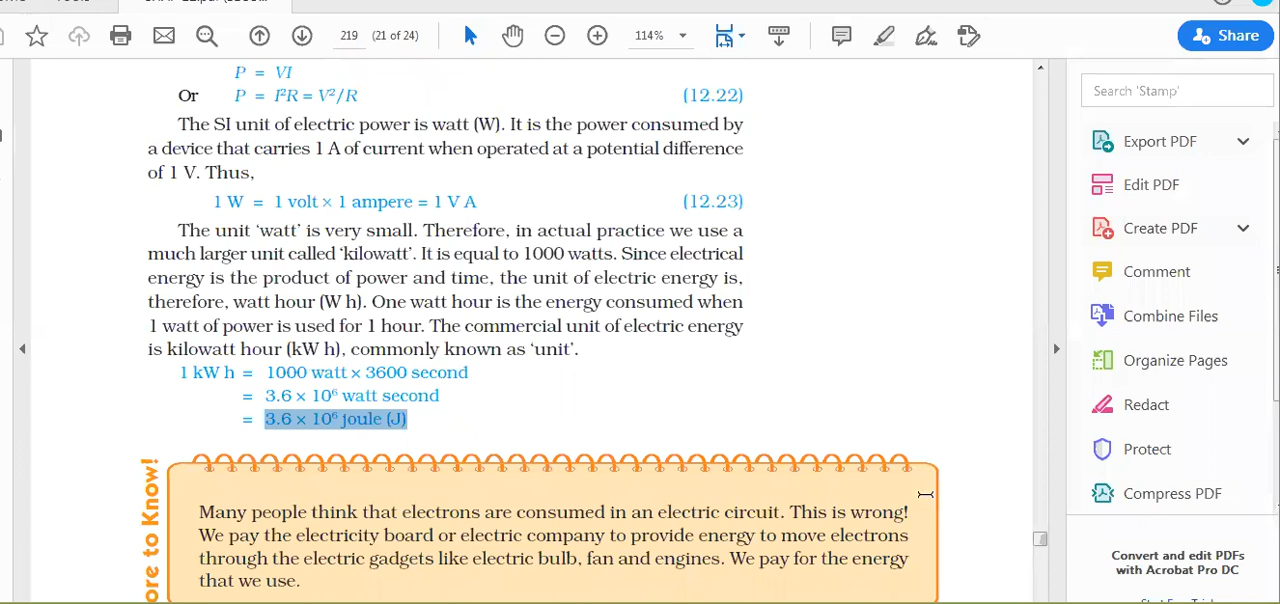 219 (21 of 24) 114% Share
P = VI
Or P = I²R = V²/R (12.22)
The SI unit of electric power is watt (W). It is the power consumed by
a device that carries 1 A of current when operated at a potential difference
of 1 V. Thus,
1 W = 1 volt × 1 ampere = 1 V A (12.23)
The unit ‘watt’ is very small. Therefore, in actual practice we use a
much larger unit called ‘kilowatt’. It is equal to 1000 watts. Since electrical
energy is the product of power and time, the unit of electric energy is,
therefore, watt hour (W h). One watt hour is the energy consumed when
1 watt of power is used for 1 hour. The commercial unit of electric energy
is kilowatt hour (kW h), commonly known as ‘unit’.
1 kW h = 1000 watt × 3600 second
= 3.6 × 10⁶ watt second
= 3.6 × 10⁶ joule (J)
ore to Know!
Many people think that electrons are consumed in an electric circuit. This is wrong!
We pay the electricity board or electric company to provide energy to move electrons
through the electric gadgets like electric bulb, fan and engines. We pay for the energy
that we use.
Search 'Stamp'
Export PDF
Edit PDF
Create PDF
Comment
Combine Files
Organize Pages
Redact
Protect
Compress PDF
Convert and edit PDFs
with Acrobat Pro DC